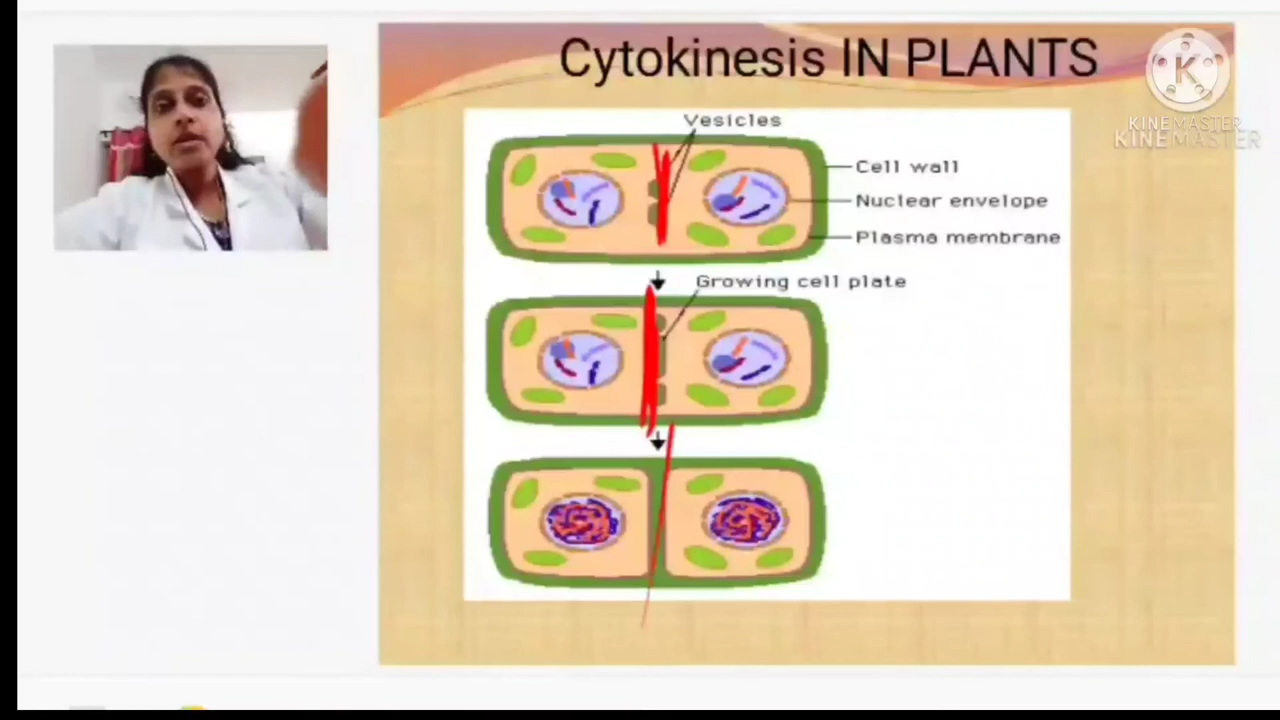 Cytokinesis IN PLANTS
K
KINEMASTER
KINEMASTER
Vesicles
Cell wall
Nuclear envelope
Plasma membrane
Growing cell plate